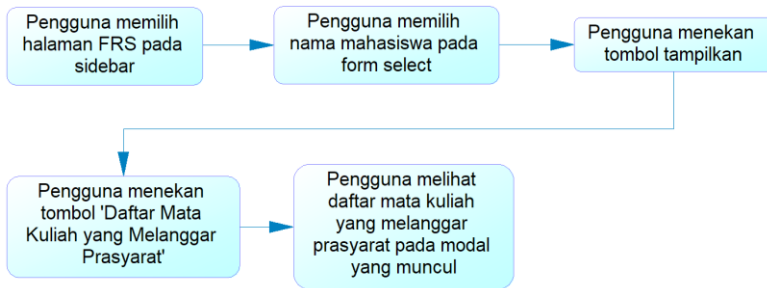 Pengguna memilih
halaman FRS pada
sidebar
Pengguna memilih
nama mahasiswa pada
form select
Pengguna menekan
tombol tampilkan
Pengguna menekan
tombol 'Daftar Mata
Kuliah yang Melanggar
Prasyarat'
Pengguna melihat
daftar mata kuliah
yang melanggar
prasyarat pada modal
yang muncul